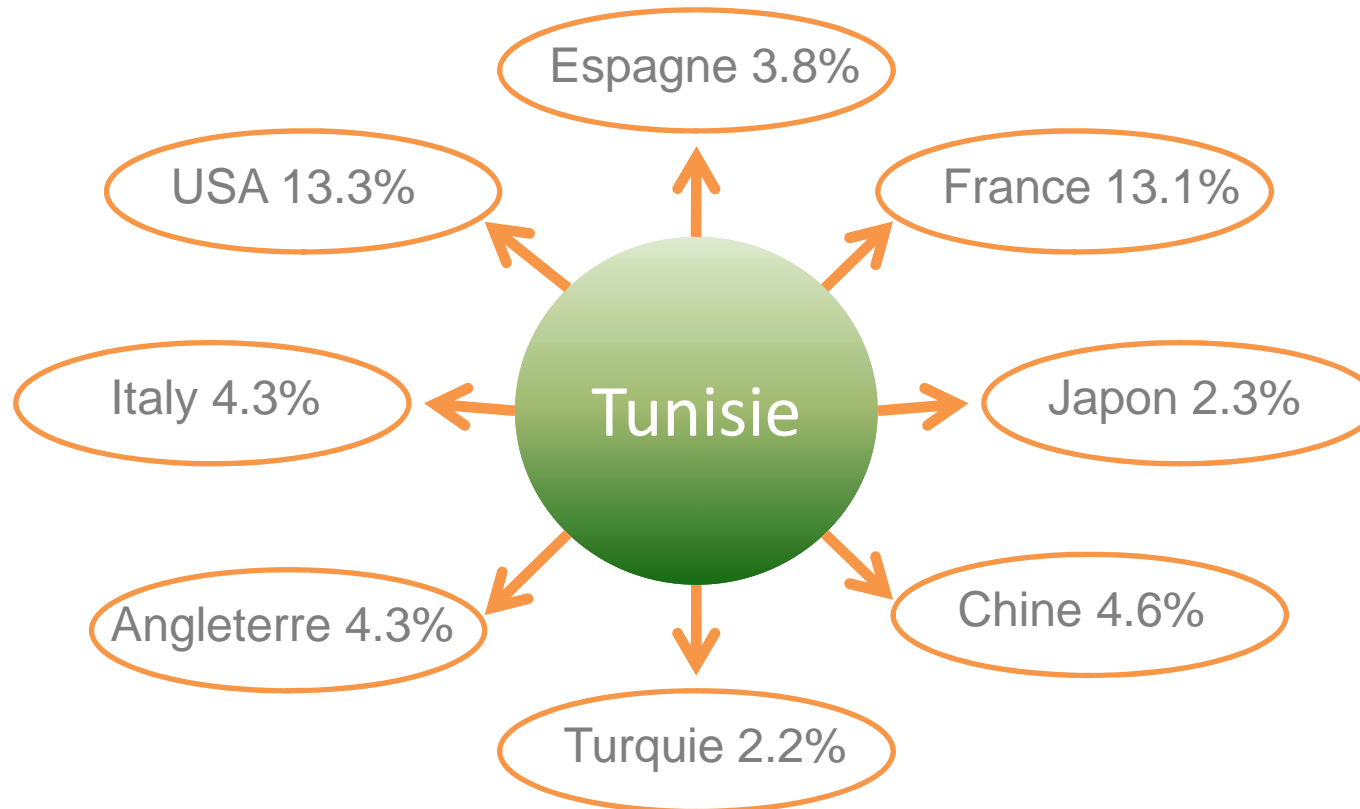 Espagne 3.8%
USA 13.3%
France 13.1%
Italy 4.3%
Tunisie
Japon 2.3%
Angleterre 4.3%
Chine 4.6%
Turquie 2.2%